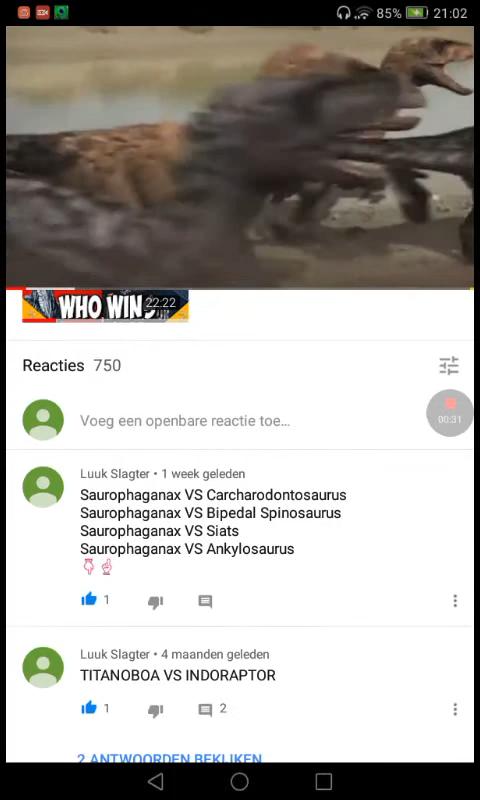 85% 21:02
WHO WIN
22:22
Reacties 750
Voeg een openbare reactie toe...
00:31
Luuk Slagter • 1 week geleden
Saurophaganax VS Carcharodontosaurus
Saurophaganax VS Bipedal Spinosaurus
Saurophaganax VS Siats
Saurophaganax VS Ankylosaurus
👇☝
1
Luuk Slagter • 4 maanden geleden
TITANOBOA VS INDORAPTOR
1 2
2 ANTWOORDEN BEKIJKEN